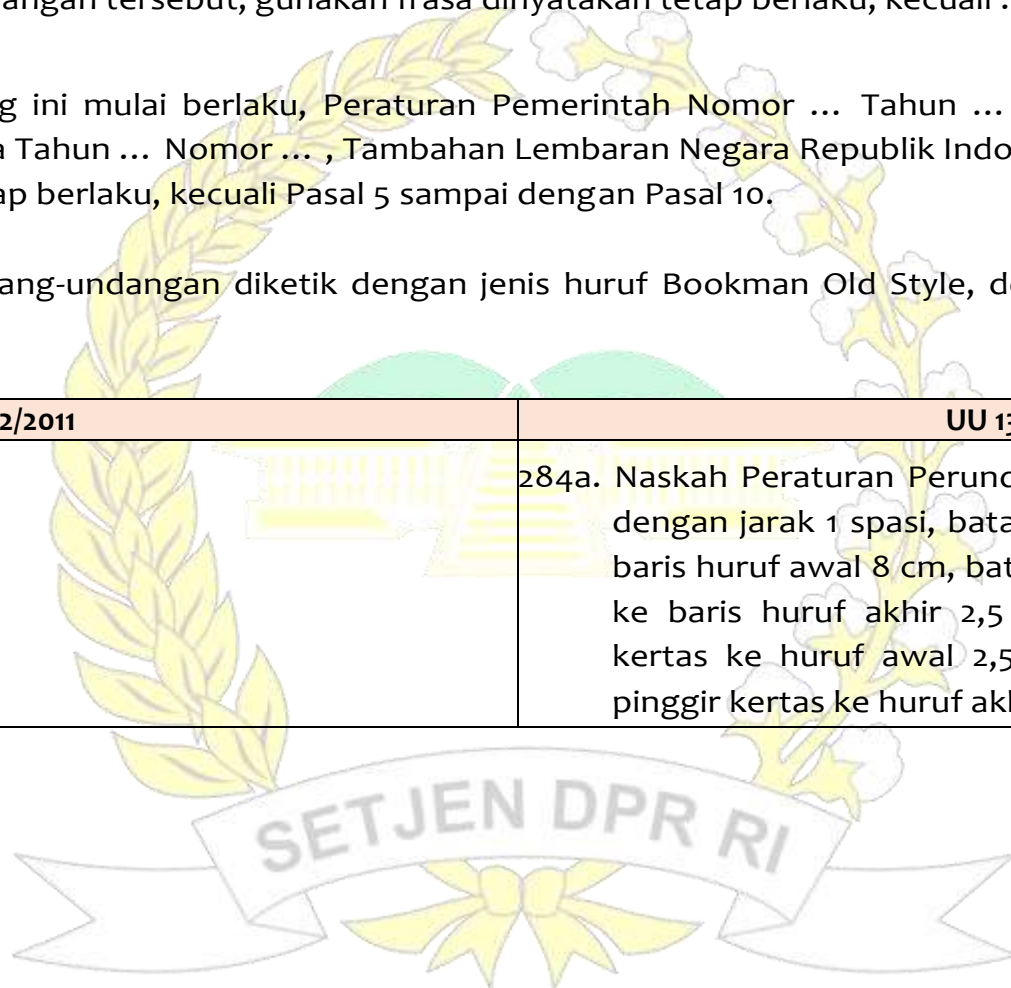 angan tersebut, gunakan frasa dinyatakan tetap berlaku, kecuali .
g ini mulai berlaku, Peraturan Pemerintah Nomor … Tahun …
a Tahun … Nomor … , Tambahan Lembaran Negara Republik Indo
ap berlaku, kecuali Pasal 5 sampai dengan Pasal 10.
ang-undangan diketik dengan jenis huruf Bookman Old Style, d
2/2011
UU 13
284a. Naskah Peraturan Perund
dengan jarak 1 spasi, bata
baris huruf awal 8 cm, bat
ke baris huruf akhir 2,5
kertas ke huruf awal 2,5
pinggir kertas ke huruf ak
SETJEN DPR RI